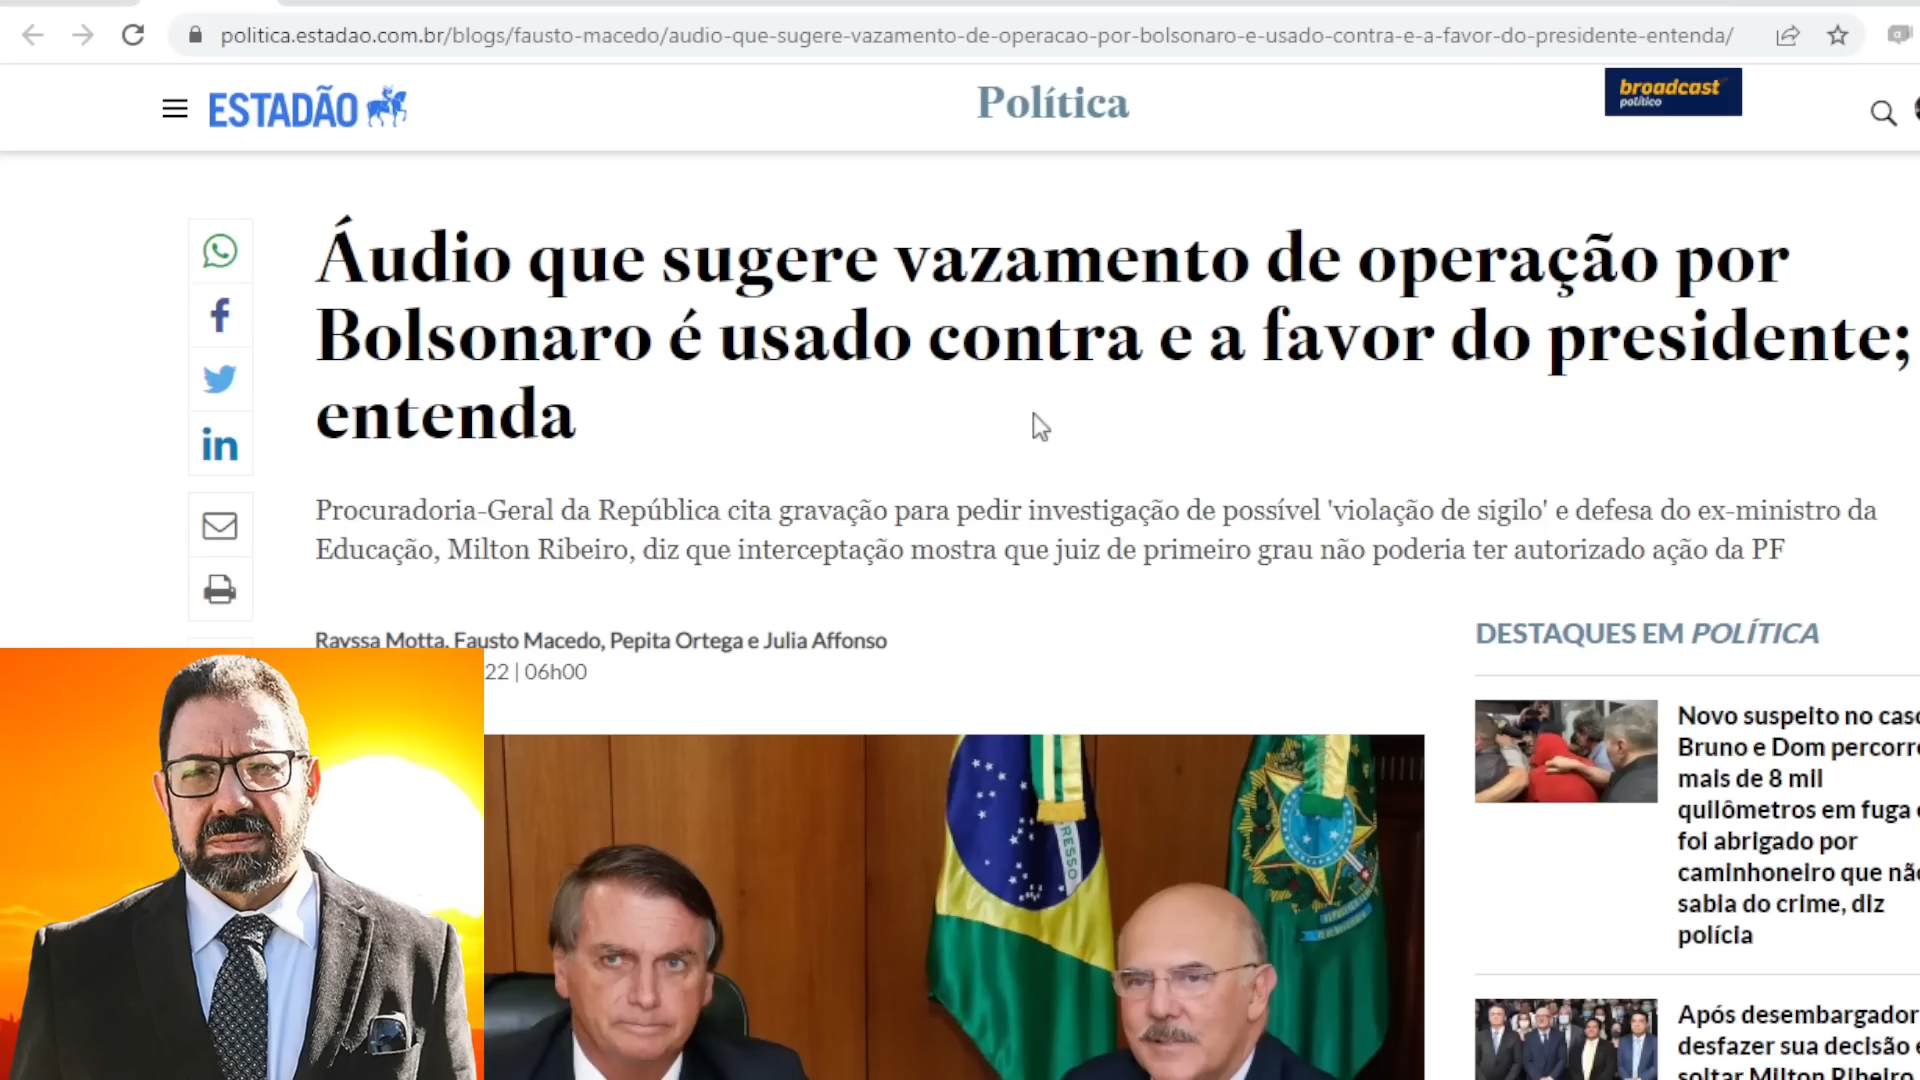 politica.estadao.com.br/blogs/fausto-macedo/audio-que-sugere-vazamento-de-operacao-por-bolsonaro-e-usado-contra-e-a-favor-do-presidente-entenda/
ESTADÃO
Política
broadcast
político
Áudio que sugere vazamento de operação por
Bolsonaro é usado contra e a favor do presidente;
entenda
Procuradoria-Geral da República cita gravação para pedir investigação de possível 'violação de sigilo' e defesa do ex-ministro da
Educação, Milton Ribeiro, diz que interceptação mostra que juiz de primeiro grau não poderia ter autorizado ação da PF
Rayssa Motta, Fausto Macedo, Pepita Ortega e Julia Affonso
22 | 06h00
DESTAQUES EM POLÍTICA
Novo suspeito no caso
Bruno e Dom percorre
mais de 8 mil
quilômetros em fuga e
foi abrigado por
caminhoneiro que não
sabia do crime, diz
polícia
Após desembargador
desfazer sua decisão e
soltar Milton Ribeiro
RESSO